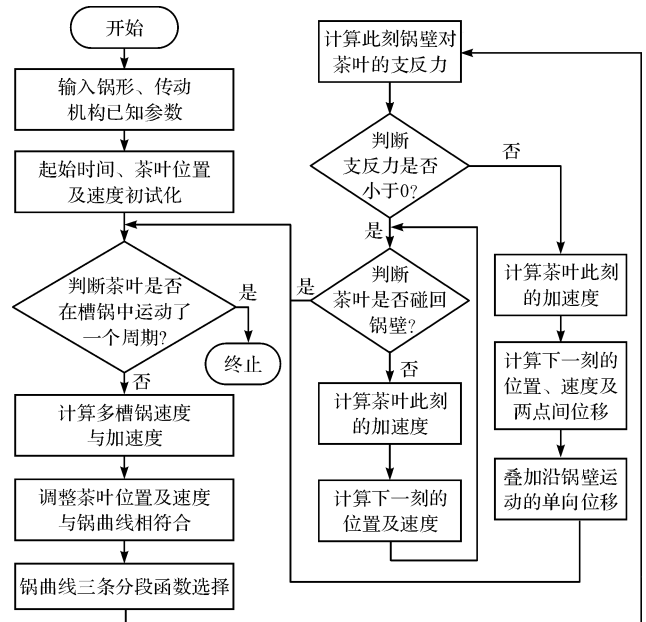 开始
输入锅形、传动
机构已知参数
起始时间、茶叶位置
及速度初试化
判断茶叶是否
在槽锅中运动了
一个周期?
是
终止
否
计算多槽锅速度
与加速度
调整茶叶位置及速度
与锅曲线相符合
锅曲线三条分段函数选择
计算此刻锅壁对
茶叶的支反力
判断
支反力是否
小于0?
否
是
判断
茶叶是否碰回
锅壁?
是
否
计算茶叶此刻
的加速度
计算下一刻的
位置及速度
计算茶叶此刻
的加速度
计算下一刻的
位置、速度及
两点间位移
叠加沿锅壁运
动的单向位移